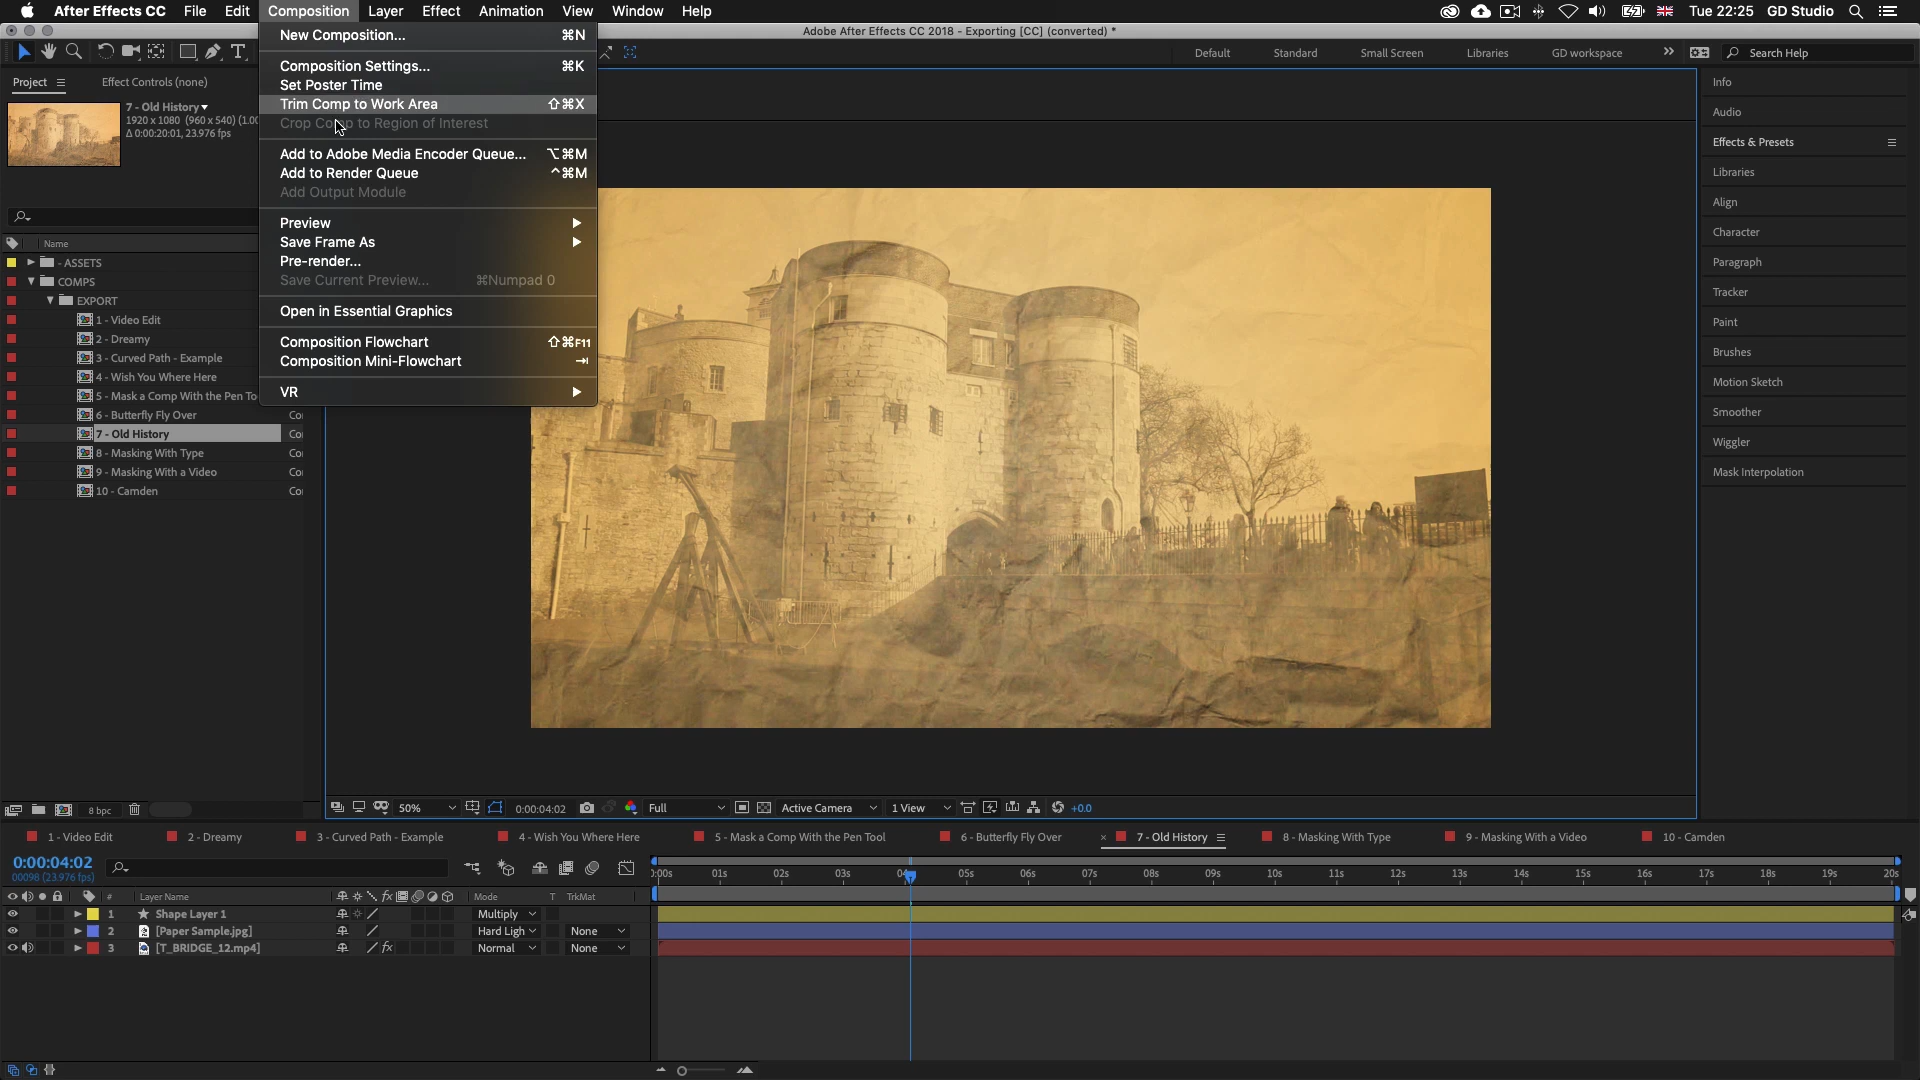 After Effects CC File Edit Composition Layer Effect Animation View Window Help Tue 22:25 GD Studio
Adobe After Effects CC 2018 - Exporting [CC] (converted) *
New Composition... ⌘N
Composition Settings... ⌘K
Set Poster Time
Trim Comp to Work Area ⇧⌘X
Crop Comp to Region of Interest
Add to Adobe Media Encoder Queue... ⌥⌘M
Add to Render Queue ^⌘M
Add Output Module
Preview
Save Frame As
Pre-render...
Save Current Preview... ⌘Numpad 0
Open in Essential Graphics
Composition Flowchart ⇧⌘F11
Composition Mini-Flowchart
VR
Default Standard Small Screen Libraries GD workspace Search Help
Project Effect Controls (none)
7 - Old History
1920 x 1080 (960 x 540) (1.00
Δ 0:00:20:01, 23.976 fps)
Name
- ASSETS
COMPS
EXPORT
1 - Video Edit
2 - Dreamy
3 - Curved Path - Example
4 - Wish You Where Here
5 - Mask a Comp With the Pen To
6 - Butterfly Fly Over
7 - Old History
8 - Masking With Type
9 - Masking With a Video
10 - Camden
8 bpc
Info
Audio
Effects & Presets
Libraries
Align
Character
Paragraph
Tracker
Paint
Brushes
Motion Sketch
Smoother
Wiggler
Mask Interpolation
50% 0:00:04:02 Full Active Camera 1 View +0.0
1 - Video Edit 2 - Dreamy 3 - Curved Path - Example 4 - Wish You Where Here 5 - Mask a Comp With the Pen Tool 6 - Butterfly Fly Over 7 - Old History 8 - Masking With Type 9 - Masking With a Video 10 - Camden
0:00:04:02
00098 (23.976 fps)
01s 02s 03s 04 05s 06s 07s 08s 09s 10s 11s 12s 13s 14s 15s 16s 17s 18s 19s 20s
# Layer Name Mode T TrkMat
1 Shape Layer 1 Multiply
2 [Paper Sample.jpg] Hard Ligh None
3 [T_BRIDGE_12.mp4] Normal None